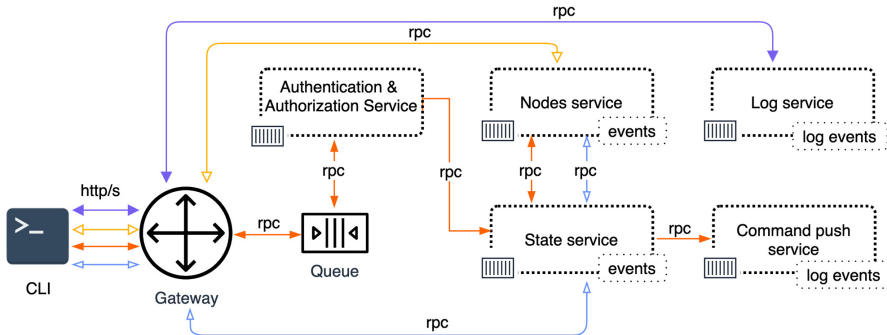 rpc
rpc
Authentication &
Authorization Service
Nodes service
events
Log service
log events
rpc
rpc
rpc
rpc
http/s
>_
CLI
Gateway
rpc
Queue
State service
events
rpc
Command push
service
log events
rpc